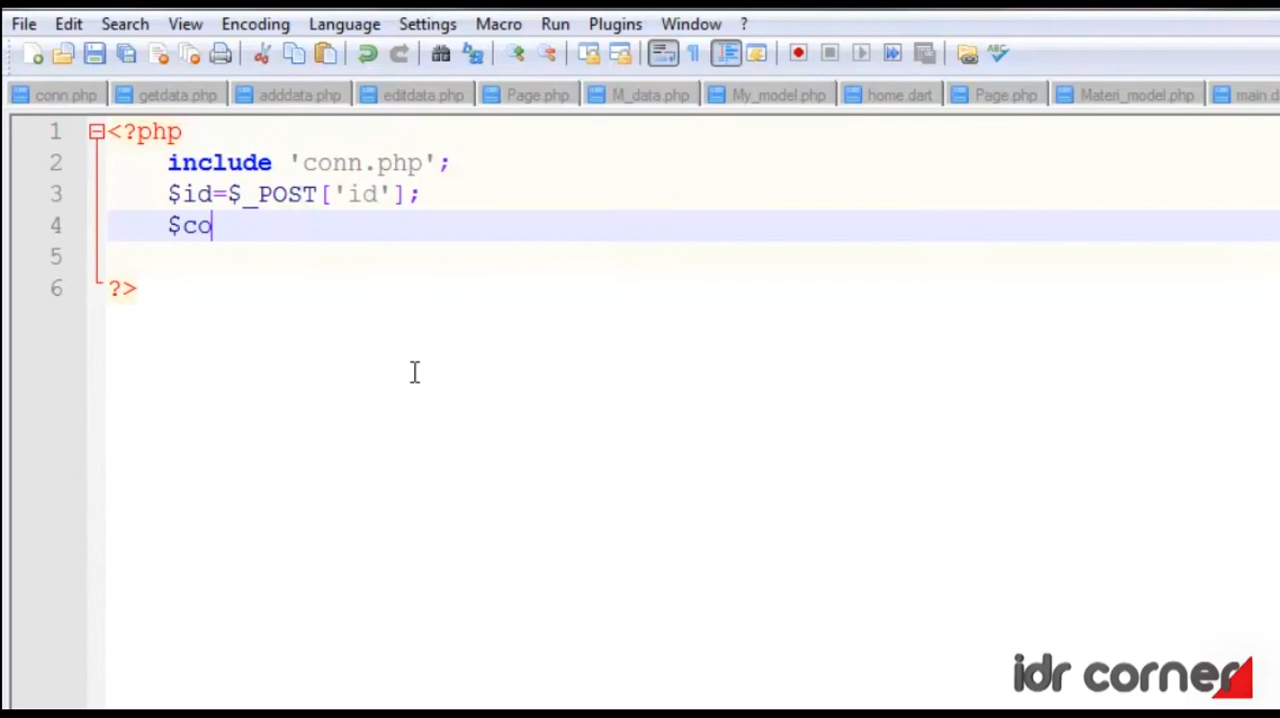 File Edit Search View Encoding Language Settings Macro Run Plugins Window ?
conn.php getdata.php adddata.php editdata.php Page.php M_data.php My_model.php home.dart Page.php Materi_model.php main.d
1 <?php
2 include 'conn.php';
3 $id=$_POST['id'];
4 $co
5
6 ?>
idr corner